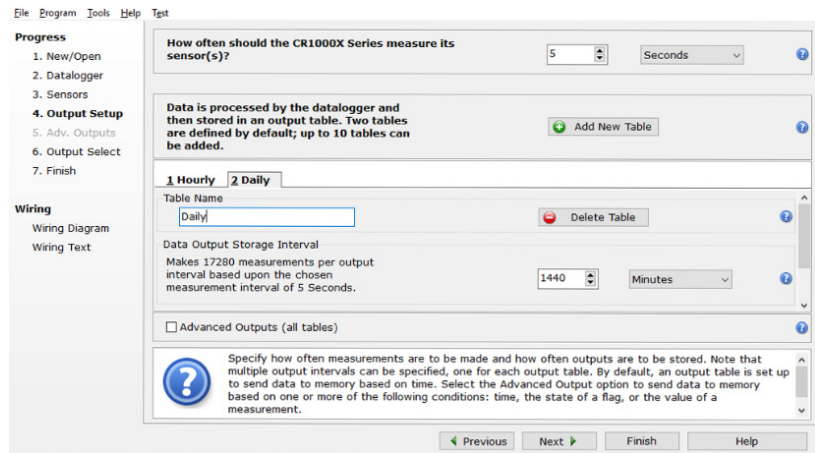 File Program Tools Help Test
Progress
1. New/Open
2. Datalogger
3. Sensors
4. Output Setup
5. Adv. Outputs
6. Output Select
7. Finish
Wiring
Wiring Diagram
Wiring Text
How often should the CR1000X Series measure its
sensor(s)?
5
Seconds
Data is processed by the datalogger and
then stored in an output table. Two tables
are defined by default; up to 10 tables can
be added.
Add New Table
1 Hourly
2 Daily
Table Name
Daily
Delete Table
Data Output Storage Interval
Makes 17280 measurements per output
interval based upon the chosen
measurement interval of 5 Seconds.
1440
Minutes
Advanced Outputs (all tables)
Specify how often measurements are to be made and how often outputs are to be stored. Note that
multiple output intervals can be specified, one for each output table. By default, an output table is set up
to send data to memory based on time. Select the Advanced Output option to send data to memory
based on one or more of the following conditions: time, the state of a flag, or the value of a
measurement.
Previous
Next
Finish
Help